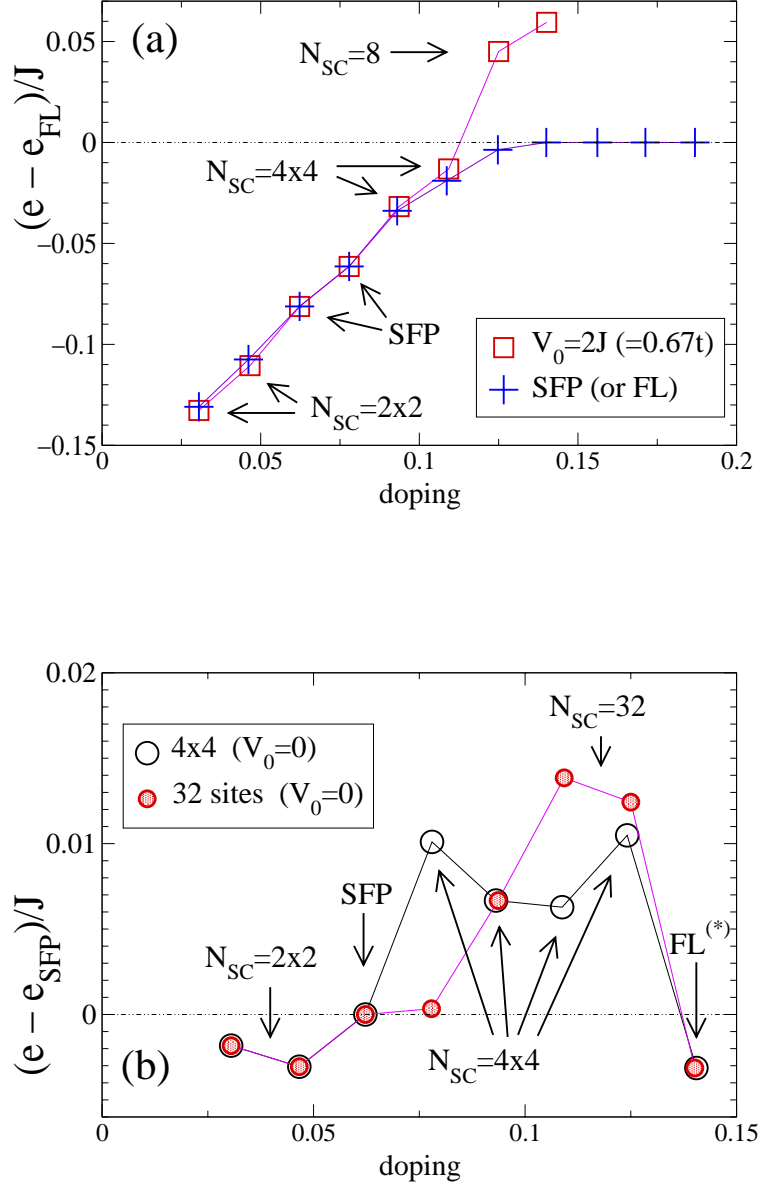 (a)
N_SC=8
N_SC=4x4
SFP
N_SC=2x2
V_0=2J (=0.67t)
SFP (or FL)
(e − e_FL)/J
0.05
0
−0.05
−0.1
−0.15
0
0.05
0.1
0.15
0.2
doping
(b)
4x4 (V_0=0)
32 sites (V_0=0)
N_SC=32
SFP
N_SC=2x2
FL^(*)
N_SC=4x4
(e − e_SFP)/J
0.02
0.01
0
0
0.05
0.1
0.15
doping